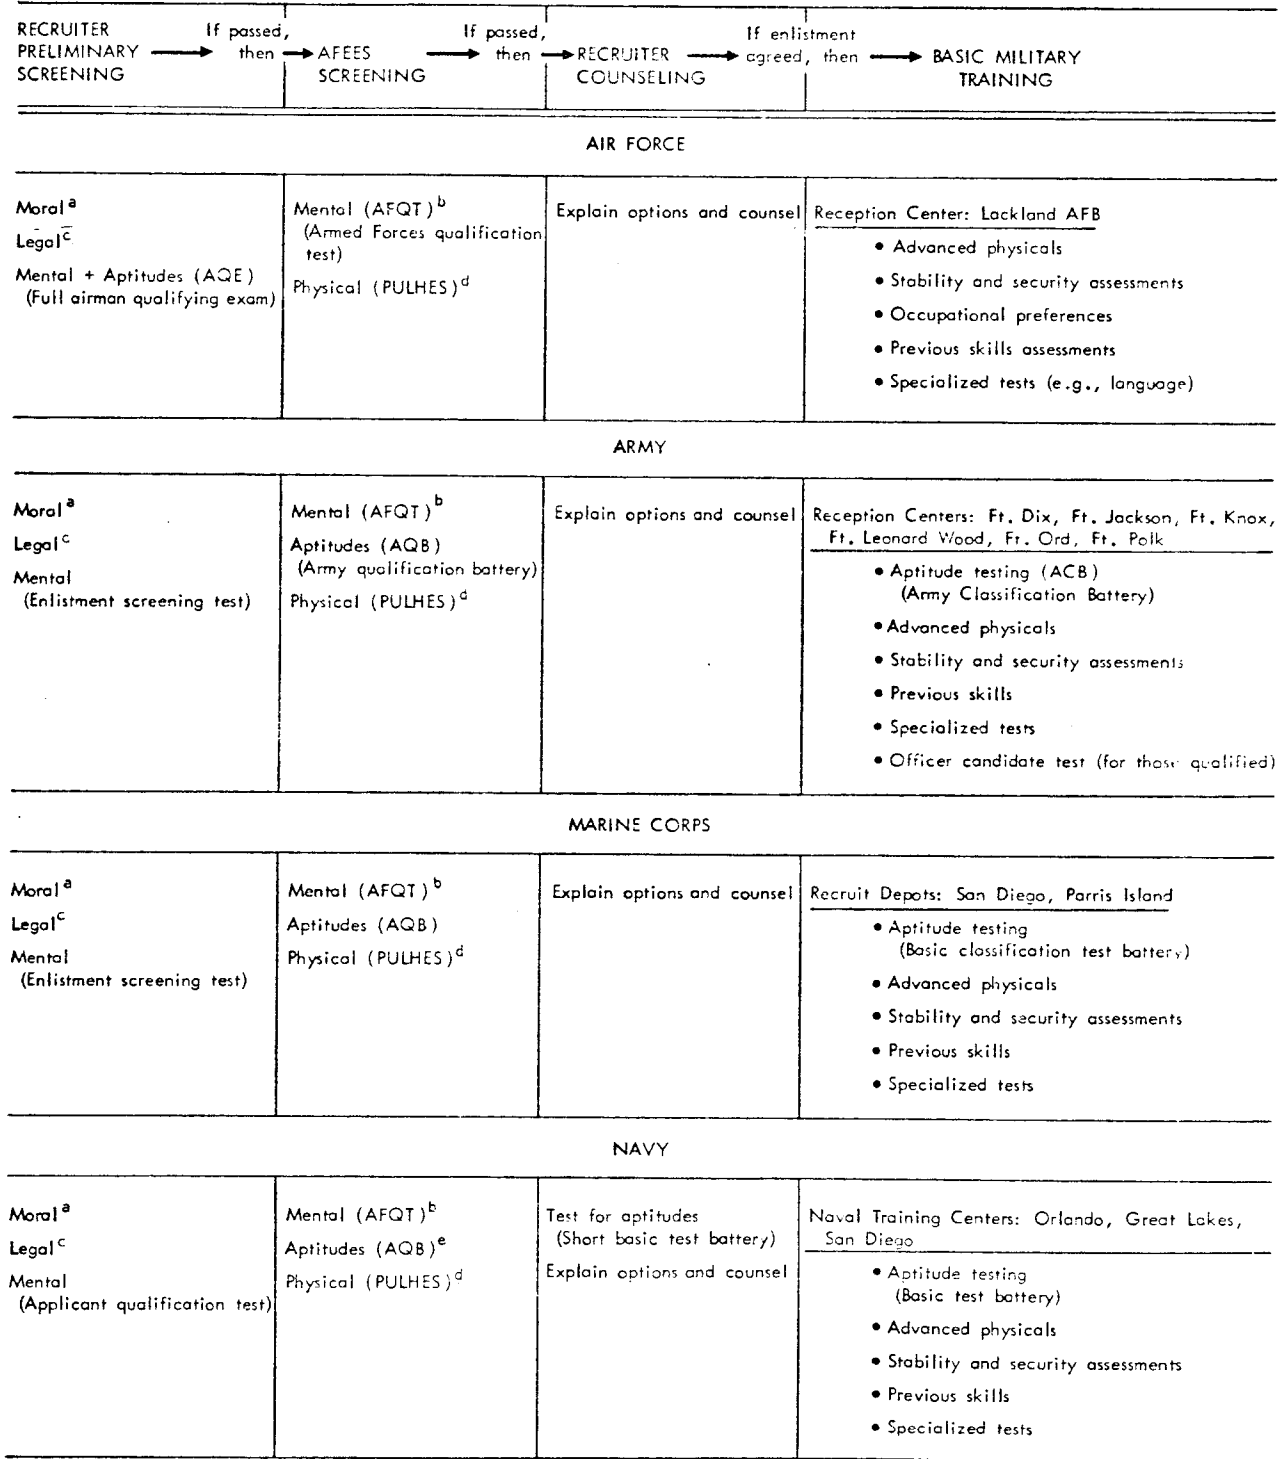 RECRUITER PRELIMINARY SCREENING
If passed, then
AFEES SCREENING
If passed, then
RECRUITER COUNSELING
If enlistment agreed, then
BASIC MILITARY TRAINING
AIR FORCE
Moral a
Legal c
Mental + Aptitudes (AQE)
(Full airman qualifying exam)
Mental (AFQT) b
(Armed Forces qualification
test)
Physical (PULHES) d
Explain options and counsel
Reception Center: Lackland AFB
• Advanced physicals
• Stability and security assessments
• Occupational preferences
• Previous skills assessments
• Specialized tests (e.g., language)
ARMY
Moral a
Legal c
Mental
(Enlistment screening test)
Mental (AFQT) b
Aptitudes (AQB)
(Army qualification battery)
Physical (PULHES) d
Explain options and counsel
Reception Centers: Ft. Dix, Ft. Jackson, Ft. Knox,
Ft. Leonard Wood, Ft. Ord, Ft. Polk
• Aptitude testing (ACB)
(Army Classification Battery)
• Advanced physicals
• Stability and security assessments
• Previous skills
• Specialized tests
• Officer candidate test (for those qualified)
MARINE CORPS
Moral a
Legal c
Mental
(Enlistment screening test)
Mental (AFQT) b
Aptitudes (AQB)
Physical (PULHES) d
Explain options and counsel
Recruit Depots: San Diego, Parris Island
• Aptitude testing
(Basic classification test battery)
• Advanced physicals
• Stability and security assessments
• Previous skills
• Specialized tests
NAVY
Moral a
Legal c
Mental
(Applicant qualification test)
Mental (AFQT) b
Aptitudes (AQB) e
Physical (PULHES) d
Test for aptitudes
(Short basic test battery)
Explain options and counsel
Naval Training Centers: Orlando, Great Lakes,
San Diego
• Aptitude testing
(Basic test battery)
• Advanced physicals
• Stability and security assessments
• Previous skills
• Specialized tests